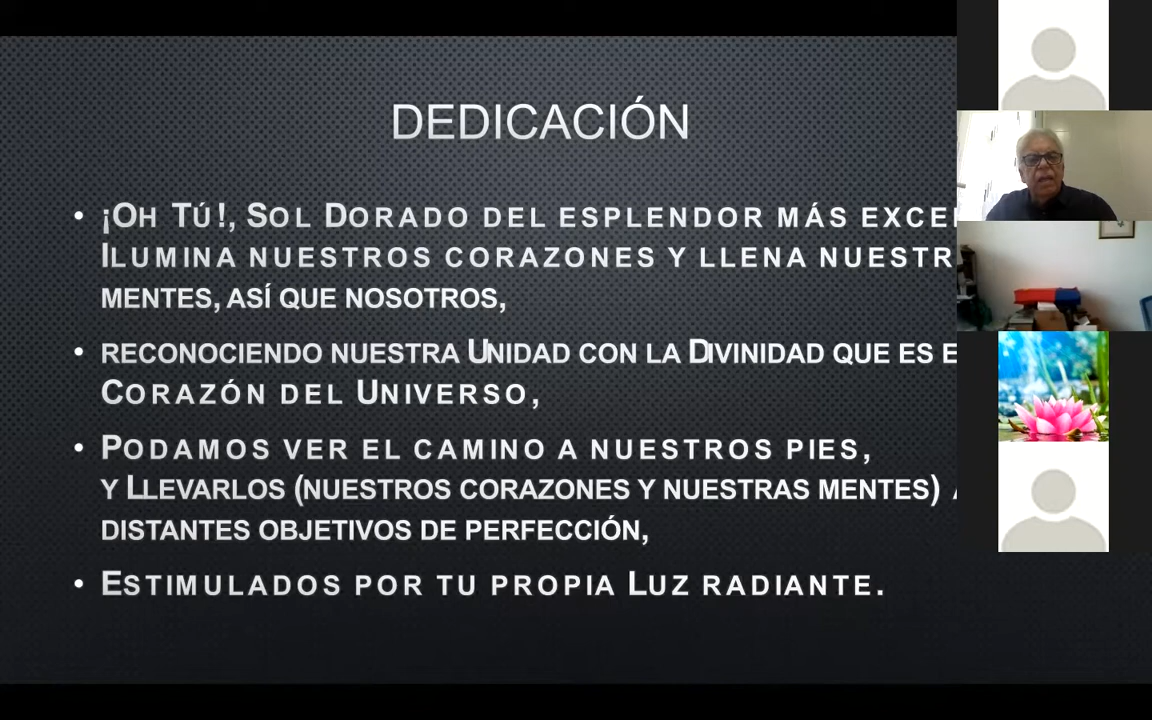 DEDICACIÓN
• ¡OH TÚ!, SOL DORADO DEL ESPLENDOR MÁS
ILUMINA NUESTROS CORAZONES Y LLENA
MENTES, ASÍ QUE NOSOTROS,
• RECONOCIENDO NUESTRA UNIDAD CON LA DIVINIDAD QUE ES
CORAZÓN DEL UNIVERSO,
• PODAMOS VER EL CAMINO A NUESTROS PIES,
Y LLEVARLOS (NUESTROS CORAZONES Y NUESTRAS MENTES)
DISTANTES OBJETIVOS DE PERFECCIÓN,
• ESTIMULADOS POR TU PROPIA LUZ RADIANTE.